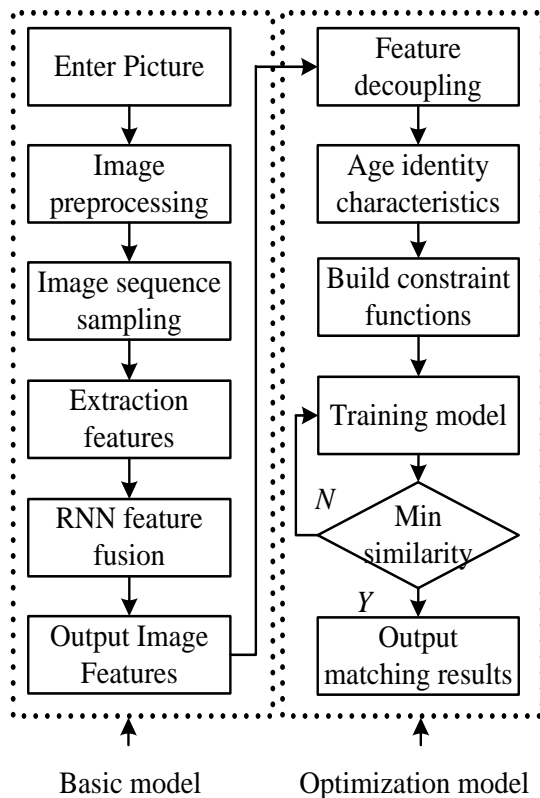 Enter Picture
Image
preprocessing
Image sequence
sampling
Extraction
features
RNN feature
fusion
Output Image
Features
Basic model
Feature
decoupling
Age identity
characteristics
Build constraint
functions
Training model
N
Min
similarity
Y
Output
matching results
Optimization model